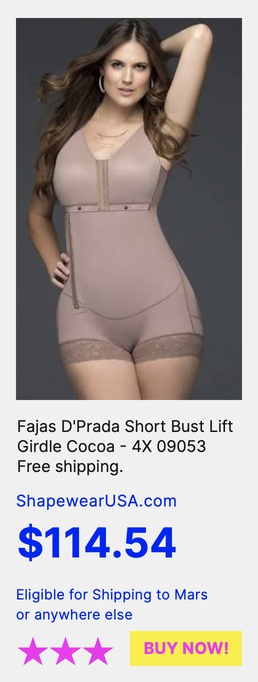 Fajas D'Prada Short Bust Lift
Girdle Cocoa - 4X 09053
Free shipping.
ShapewearUSA.com
$114.54
Eligible for Shipping to Mars
or anywhere else
BUY NOW!